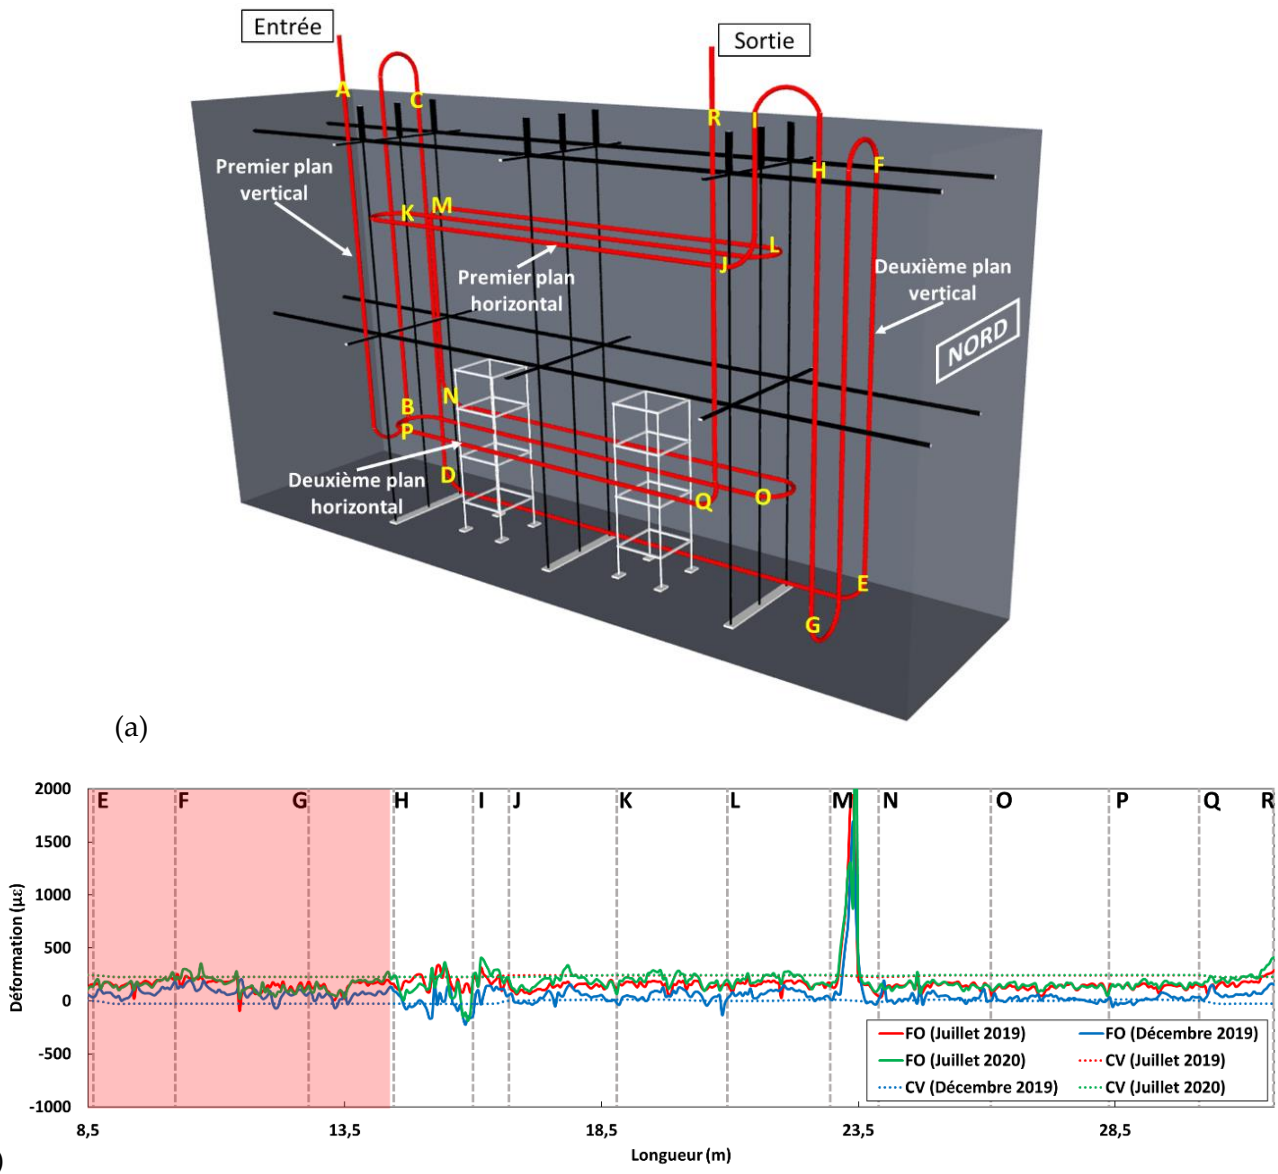 Entrée
Sortie
A
C
R
I
H
F
Premier plan
vertical
K
M
L
J
Premier plan
horizontal
Deuxième plan
vertical
NORD
B
N
P
D
Deuxième plan
horizontal
Q
O
E
G
(a)
2000
1500
1000
500
0
-500
-1000
Déformation (με)
E F G H I J K L M N O P Q R
FO (Juillet 2019)
FO (Décembre 2019)
FO (Juillet 2020)
CV (Juillet 2019)
CV (Décembre 2019)
CV (Juillet 2020)
8,5 13,5 18,5 23,5 28,5
Longueur (m)
)